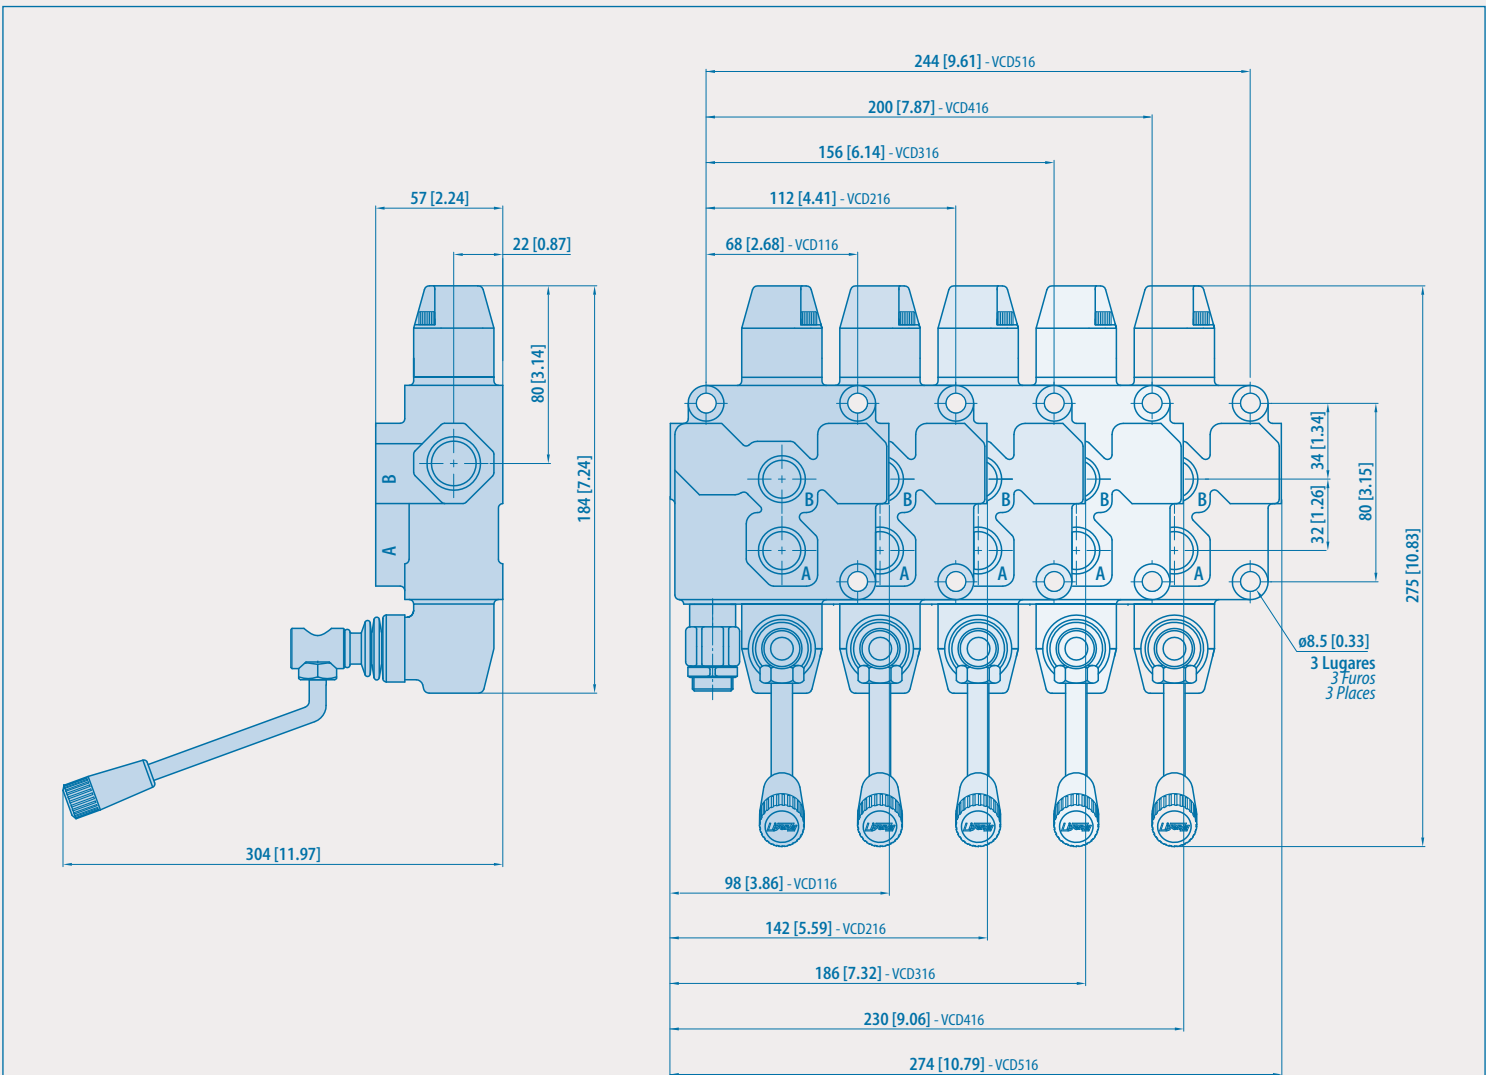 244 [9.61] - VCD516
200 [7.87] - VCD416
156 [6.14] - VCD316
57 [2.24]
112 [4.41] - VCD216
22 [0.87]
68 [2.68] - VCD116
80 [3.14]
184 [7.24]
34 [1.34]
32 [1.26]
80 [3.15]
275 [10.83]
B
A
B
B
B
B
B
A
A
A
A
A
ø8.5 [0.33]
3 Lugares
3 Furos
3 Places
304 [11.97]
98 [3.86] - VCD116
142 [5.59] - VCD216
186 [7.32] - VCD316
230 [9.06] - VCD416
274 [10.79] - VCD516